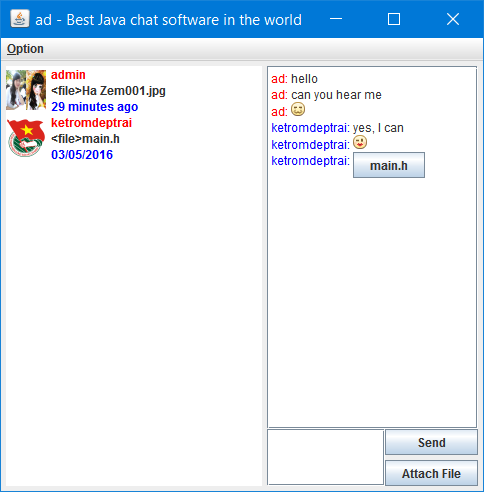 ad - Best Java chat software in the world
Option
admin
<file>Ha Zem001.jpg
29 minutes ago
ketromdeptrai
<file>main.h
03/05/2016
ad: hello
ad: can you hear me
ad:
ketromdeptrai: yes, I can
ketromdeptrai:
ketromdeptrai: main.h
Send
Attach File